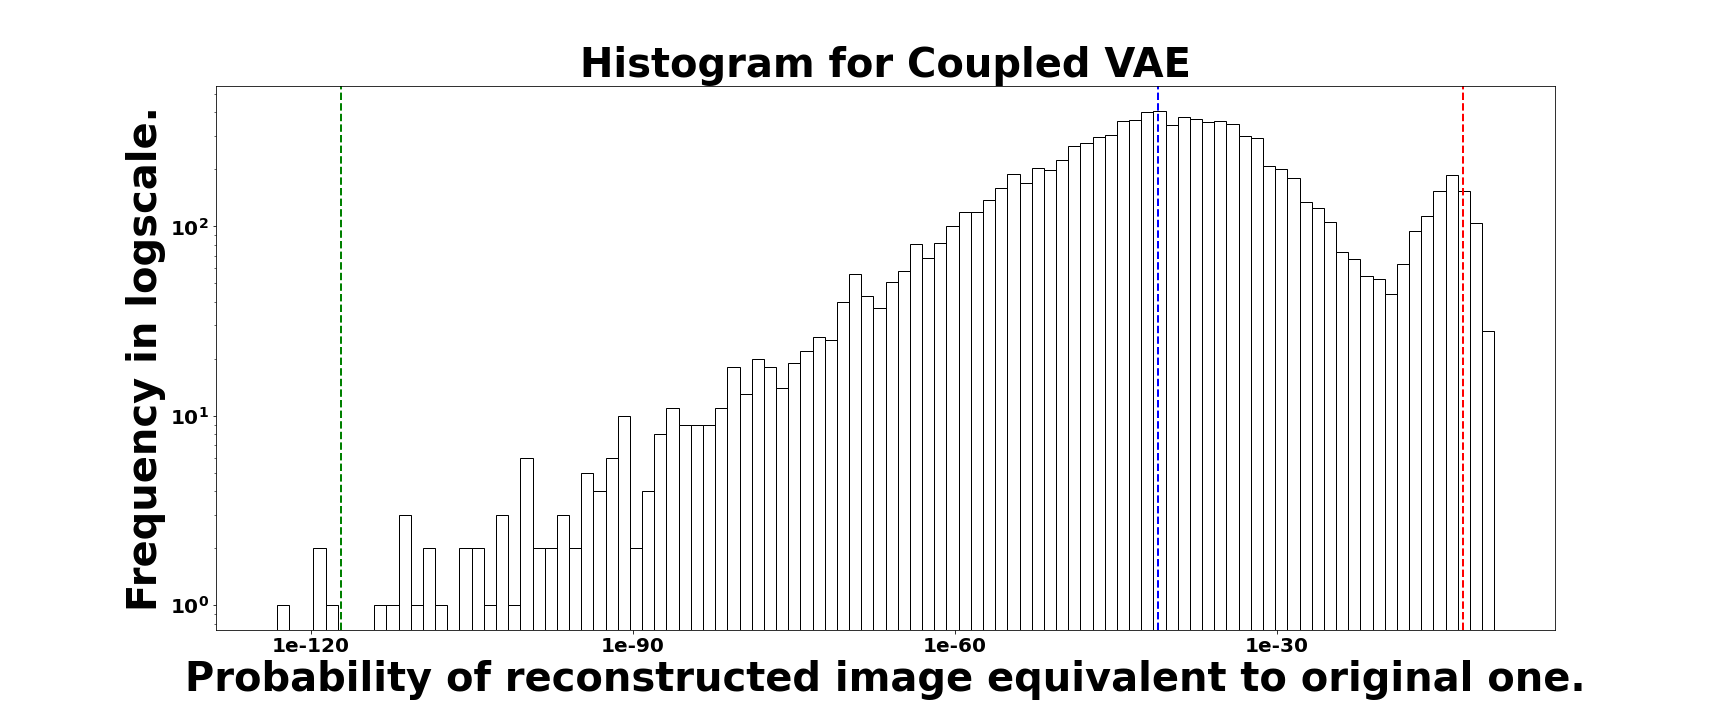 Histogram for Coupled VAE
Frequency in logscale.
10²
10¹
10⁰
1e-120 1e-90 1e-60 1e-30
Probability of reconstructed image equivalent to original one.